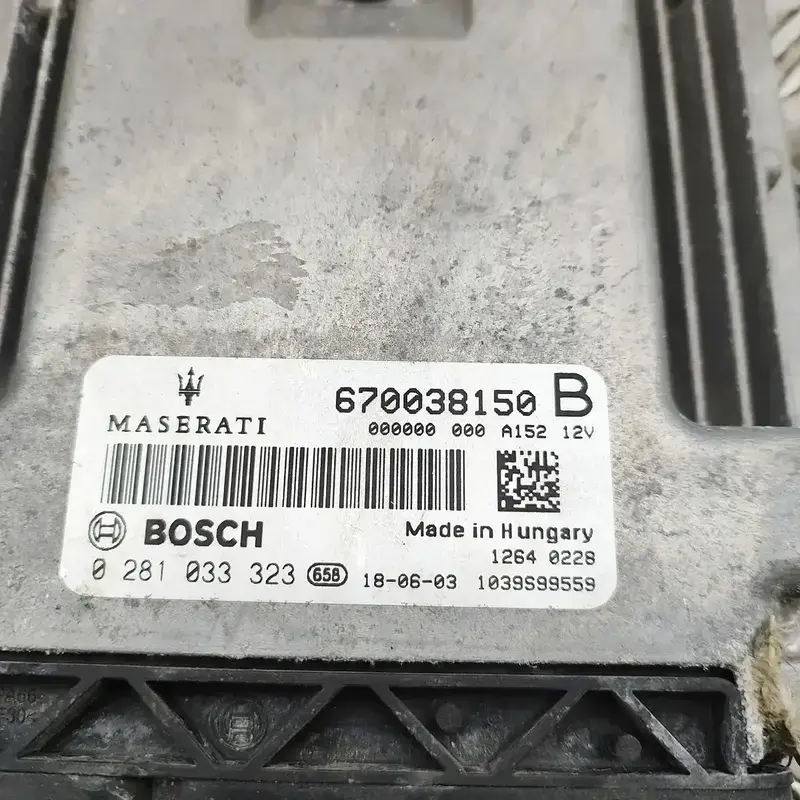 670038150 B
MASERATI
000000 000 A152 12V
BOSCH
Made in Hungary
1264 0228
0 281 033 323 658 18-06-03 1039S99559